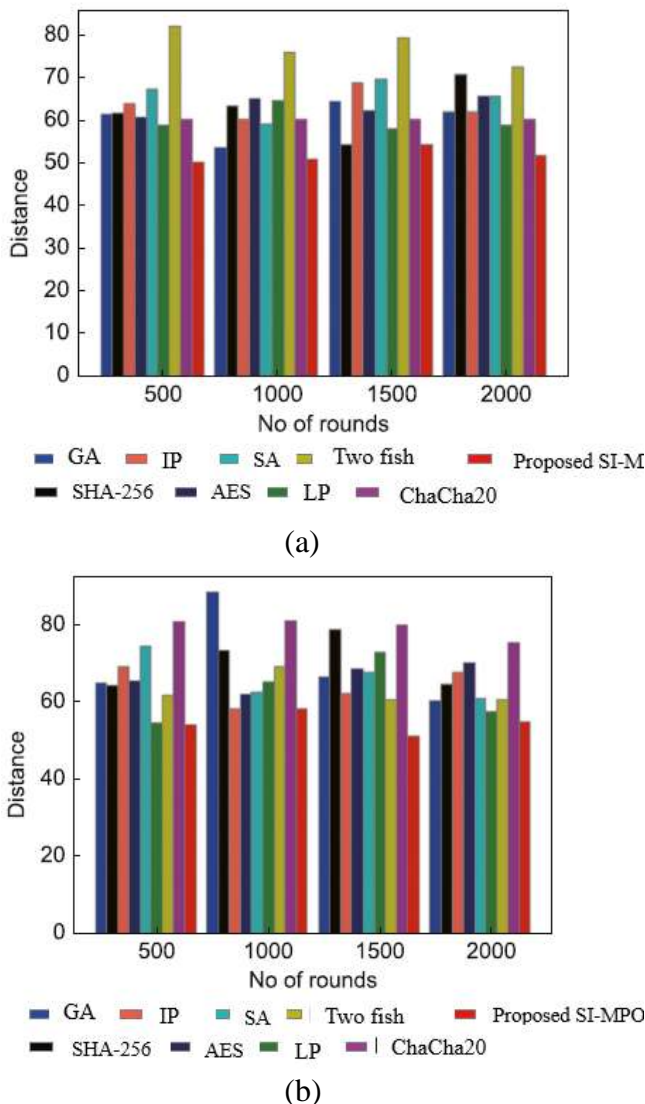 80
70
60
50
40
30
20
10
0
Distance
500 1000 1500 2000
No of rounds
GA IP SA Two fish Proposed SI-M
SHA-256 AES LP ChaCha20
(a)
80
60
40
20
0
Distance
500 1000 1500 2000
No of rounds
GA IP SA Two fish Proposed SI-MPO
SHA-256 AES LP ChaCha20
(b)